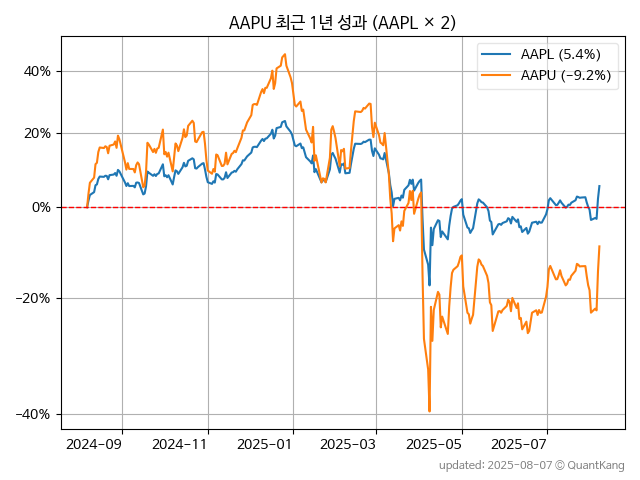 AAPU 최근 1년 성과 (AAPL × 2)
AAPL (5.4%)
AAPU (−9.2%)
40%
20%
0%
−20%
−40%
2024-09 2024-11 2025-01 2025-03 2025-05 2025-07
updated: 2025-08-07 © QuantKang